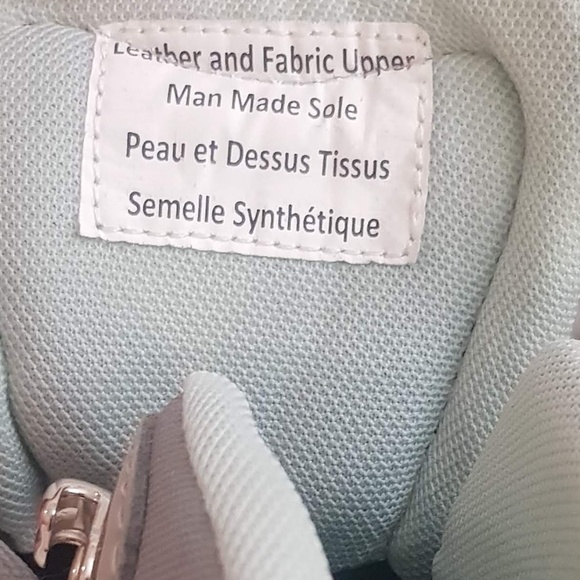 Leather and Fabric Upper
Man Made Sole
Peau et Dessus Tissus
Semelle Synthétique